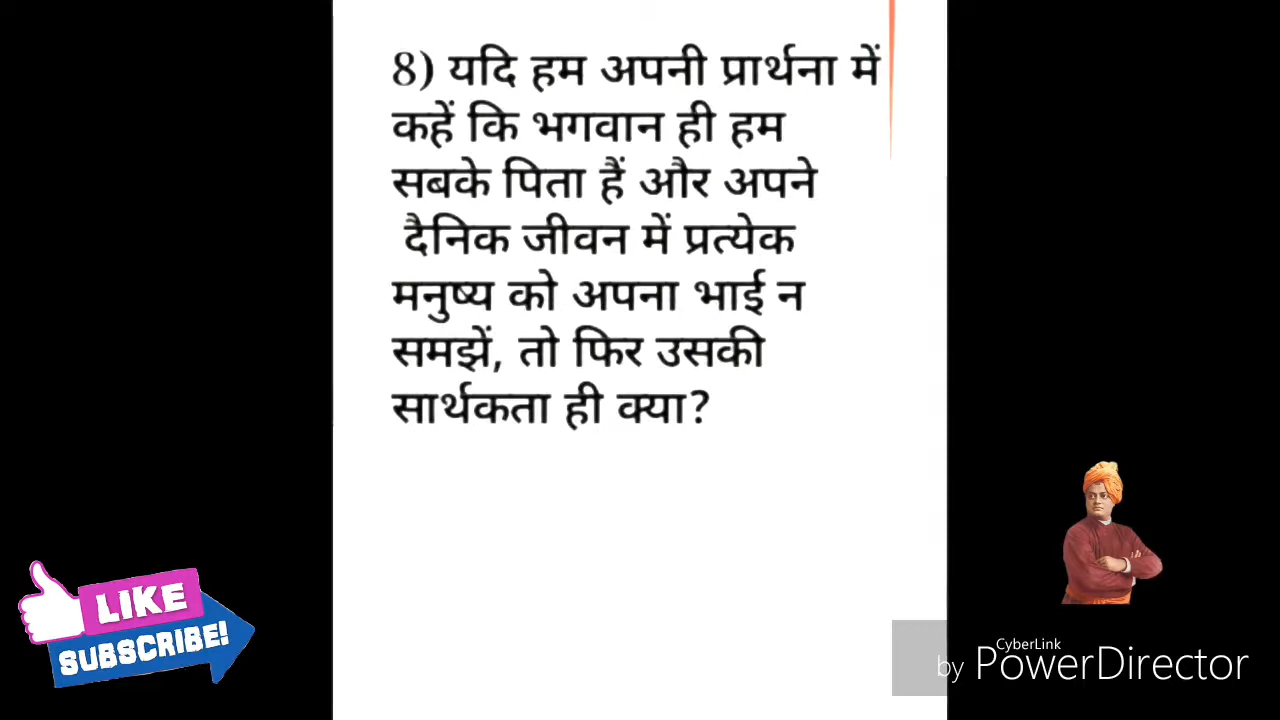 8) यदि हम अपनी प्रार्थना में
कहें कि भगवान ही हम
सबके पिता हैं और अपने
दैनिक जीवन में प्रत्येक
मनुष्य को अपना भाई न
समझें, तो फिर उसकी
सार्थकता ही क्या?
LIKE
SUBSCRIBE!
CyberLink
by PowerDirector